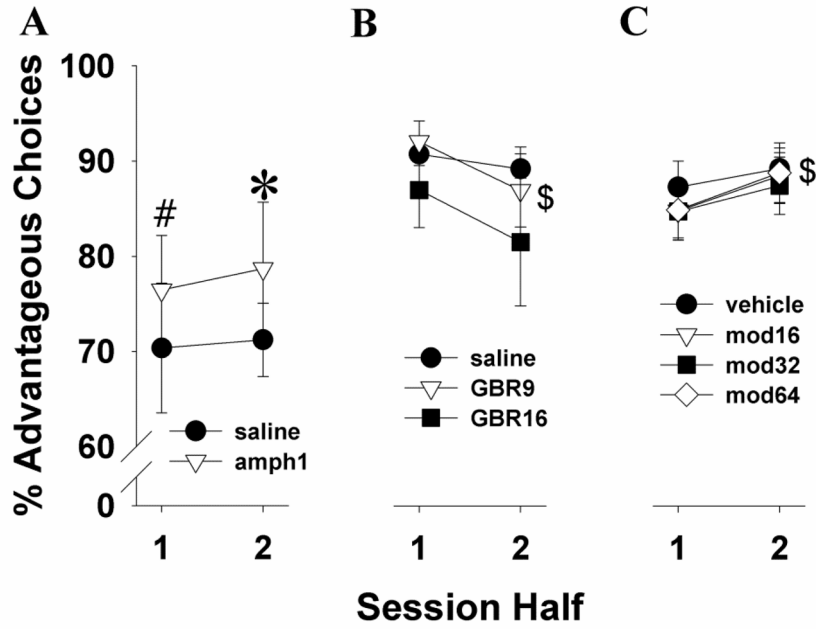 A
B
C
% Advantageous Choices
100
90
80
70
60
0
#
*
$
$
saline
amph1
saline
GBR9
GBR16
vehicle
mod16
mod32
mod64
1 2
1 2
1 2
Session Half